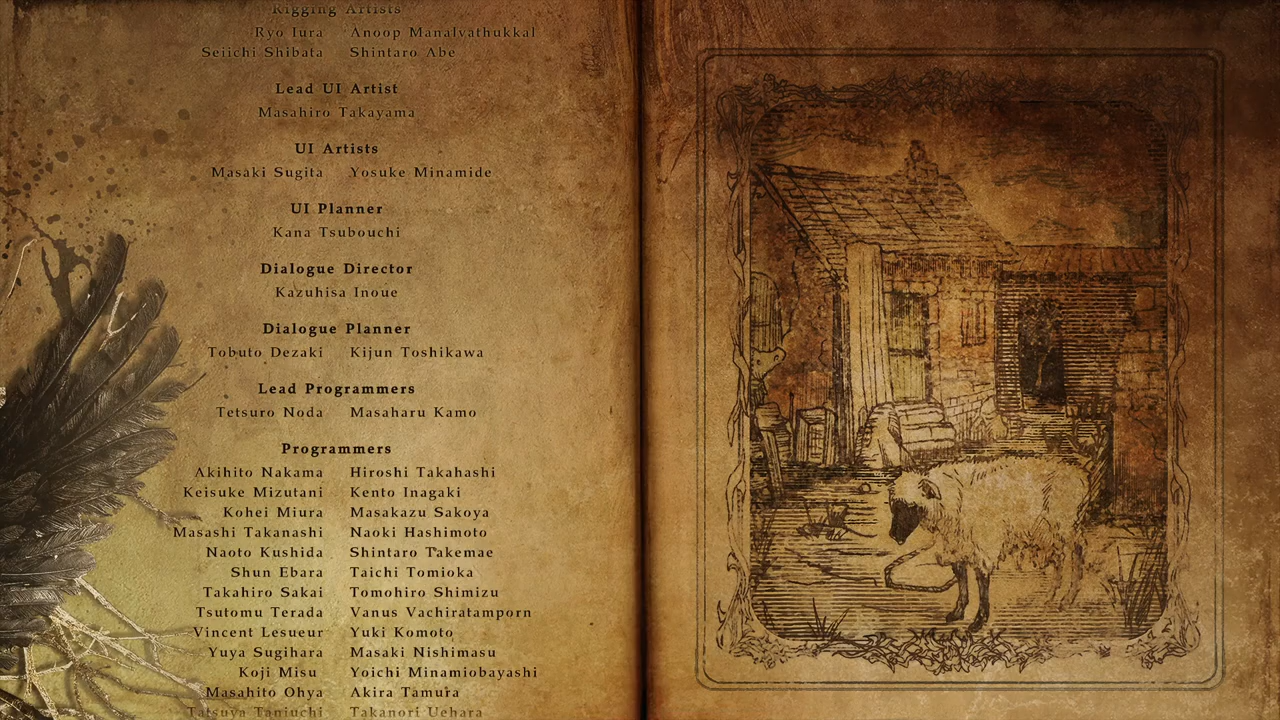 Rigging Artists
Ryo Iura Anoop Manalvathukkal
Seiichi Shibata Shintaro Abe
Lead UI Artist
Masahiro Takayama
UI Artists
Masaki Sugita Yosuke Minamide
UI Planner
Kana Tsubouchi
Dialogue Director
Kazuhisa Inoue
Dialogue Planner
Tobuto Dezaki Kijun Toshikawa
Lead Programmers
Tetsuro Noda Masaharu Kamo
Programmers
Akihito Nakama Hiroshi Takahashi
Keisuke Mizutani Kento Inagaki
Kohei Miura Masakazu Sakoya
Masashi Takanashi Naoki Hashimoto
Naoto Kushida Shintaro Takemae
Shun Ebara Taichi Tomioka
Takahiro Sakai Tomohiro Shimizu
Tsutomu Terada Vanus Vachiratamporn
Vincent Lesueur Yuki Komoto
Yuya Sugihara Masaki Nishimasu
Koji Misu Yoichi Minamiobayashi
Masahito Ohya Akira Tamura
Tatsuya Taniuchi Takanori Uehara